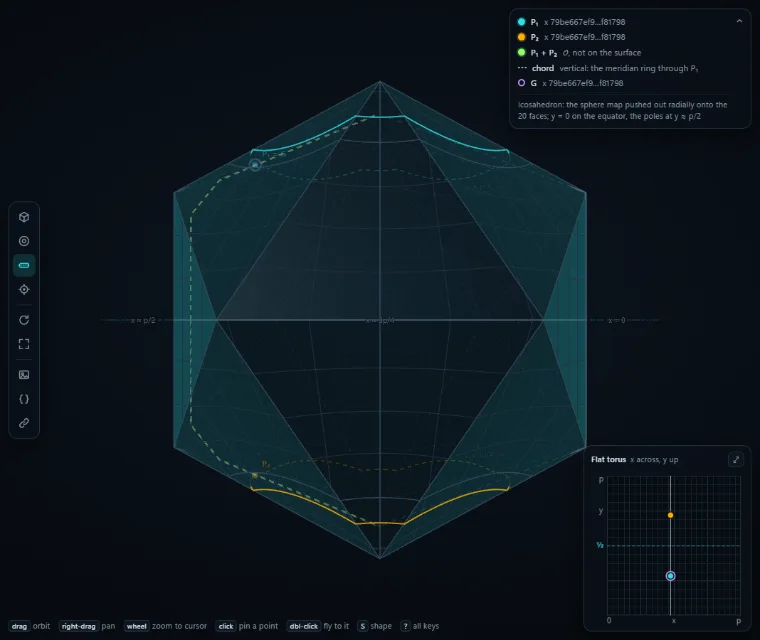 P₁ x 79be667ef9...f81798
P₂ x 79be667ef9...f81798
P₁ + P₂ 𝒪, not on the surface
chord vertical: the meridian ring through P₁
G x 79be667ef9...f81798
icosahedron: the sphere map pushed out radially onto the
20 faces; y = 0 on the equator, the poles at y ≈ p/2
P₂
x ≈ p/2
x = 0
Flat torus x across, y up
p
y
½
0 x p
drag orbit right-drag pan wheel zoom to cursor click pin a point dbl-click fly to it S shape ? all keys